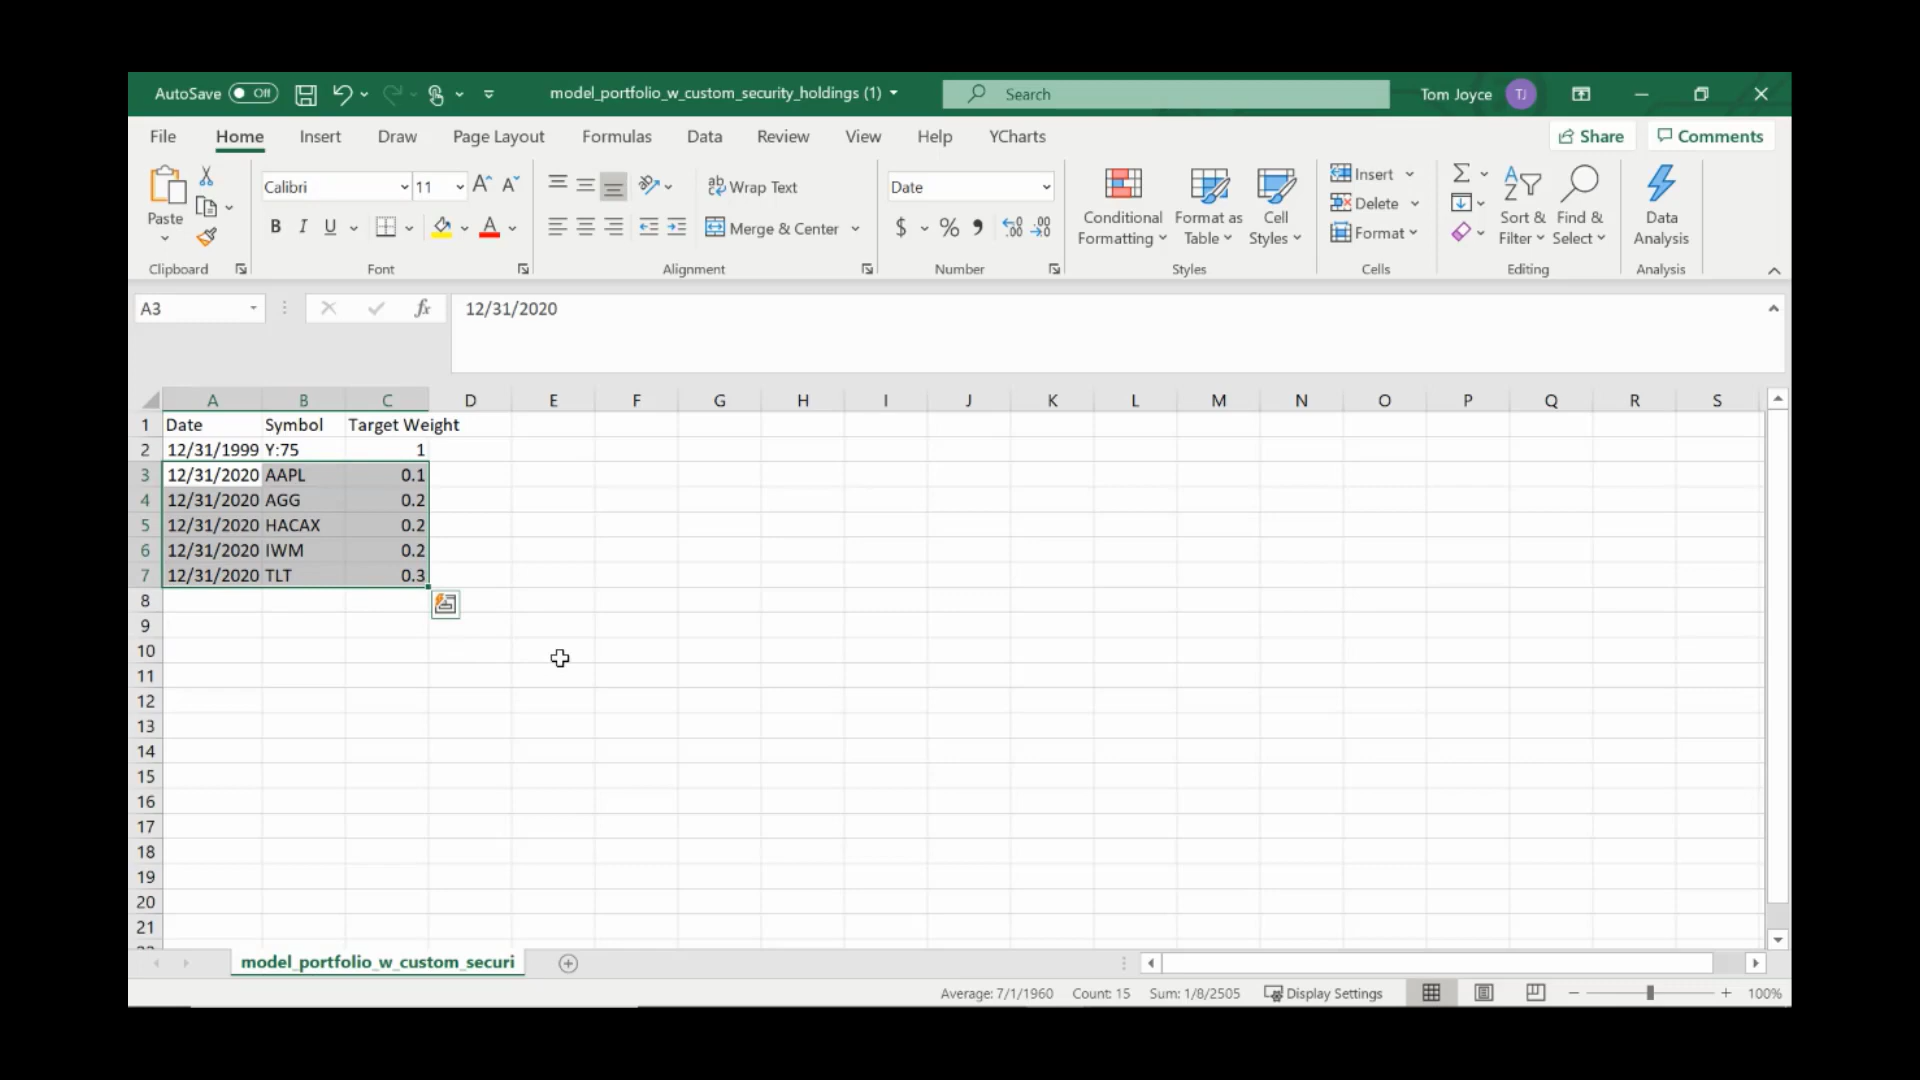 AutoSave Off model_portfolio_w_custom_security_holdings (1) Search Tom Joyce TJ
File Home Insert Draw Page Layout Formulas Data Review View Help YCharts Share Comments
Paste Calibri 11 Wrap Text Date Conditional Formatting Format as Table Cell Styles Insert Sort & Filter Find & Select Data Analysis
B I U Merge & Center $ % Delete
Format
Clipboard Font Alignment Number Styles Cells Editing Analysis
A3 fx 12/31/2020
A B C D E F G H I J K L M N O P Q R S
1 Date Symbol Target Weight
2 12/31/1999 Y:75 1
3 12/31/2020 AAPL 0.1
4 12/31/2020 AGG 0.2
5 12/31/2020 HACAX 0.2
6 12/31/2020 IWM 0.2
7 12/31/2020 TLT 0.3
8
9
10
11
12
13
14
15
16
17
18
19
20
21
model_portfolio_w_custom_securi
Average: 7/1/1960 Count: 15 Sum: 1/8/2505 Display Settings 100%